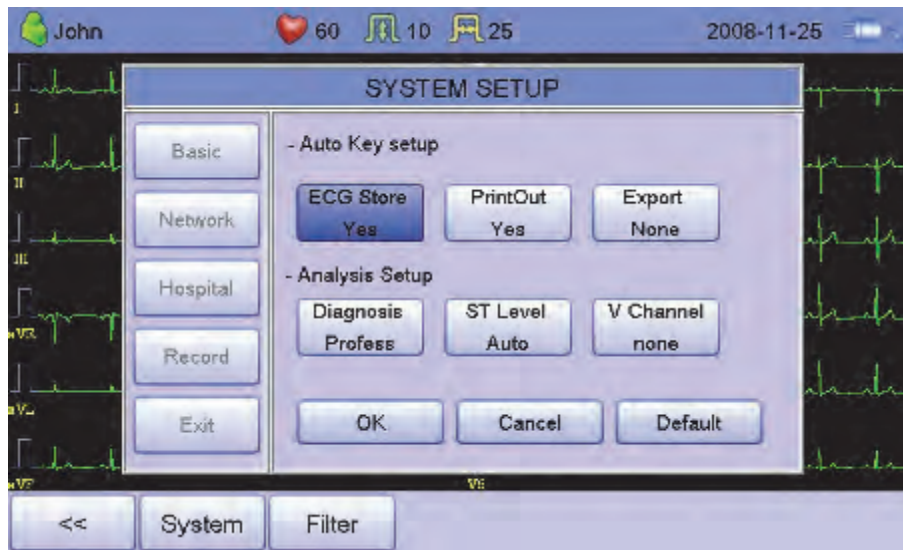 John 60 10 25 2008-11-25
SYSTEM SETUP
I
II
III
aVR
aVL
aVF
Basic
Network
Hospital
Record
Exit
- Auto Key setup
ECG Store
Yes
PrintOut
Yes
Export
None
- Analysis Setup
Diagnosis
Profess
ST Level
Auto
V Channel
none
OK Cancel Default
V6
<< System Filter